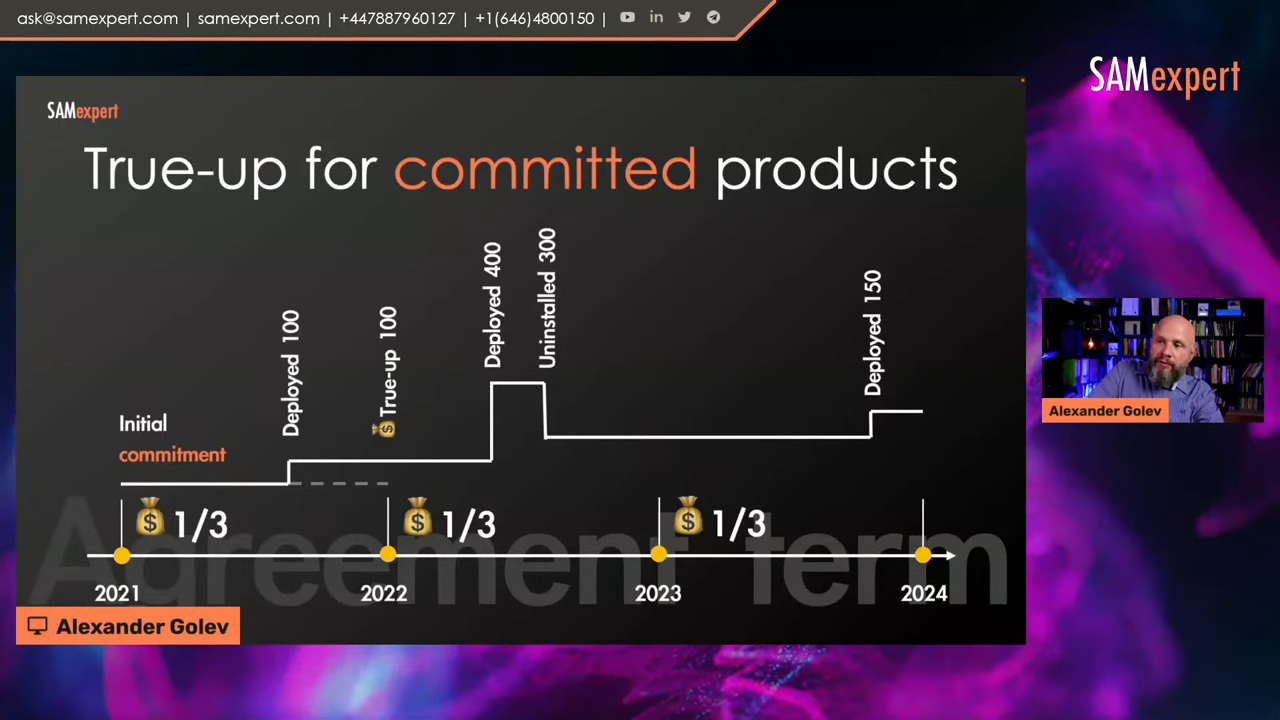 ask@samexpert.com | samexpert.com | +447887960127 | +1(646)4800150 |
SAMexpert
SAMexpert
True-up for committed products
Initial
commitment
Deployed 100
True-up 100
Deployed 400
Uninstalled 300
Deployed 150
$ 1/3
$ 1/3
$ 1/3
Agreement term
2021
2022
2023
2024
Alexander Golev
Alexander Golev